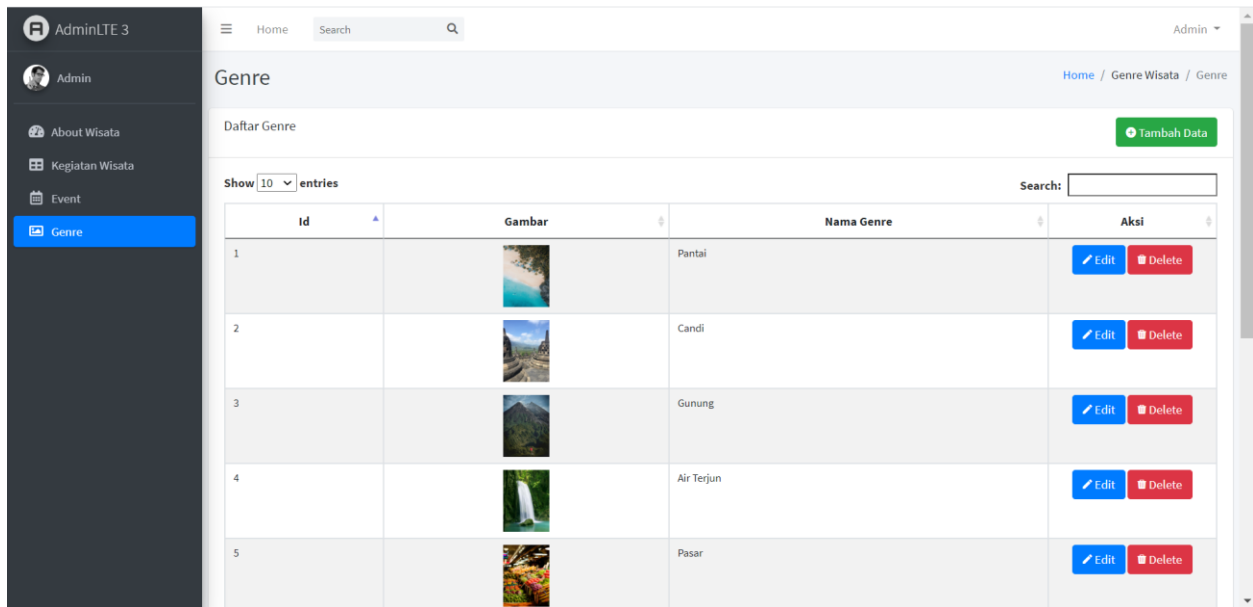 AdminLTE 3
Home Search Admin
Admin
Genre Home / Genre Wisata / Genre
About Wisata
Kegiatan Wisata
Event
Genre
Daftar Genre Tambah Data
Show 10 entries Search:
Id Gambar Nama Genre Aksi
1 Pantai Edit Delete
2 Candi Edit Delete
3 Gunung Edit Delete
4 Air Terjun Edit Delete
5 Pasar Edit Delete